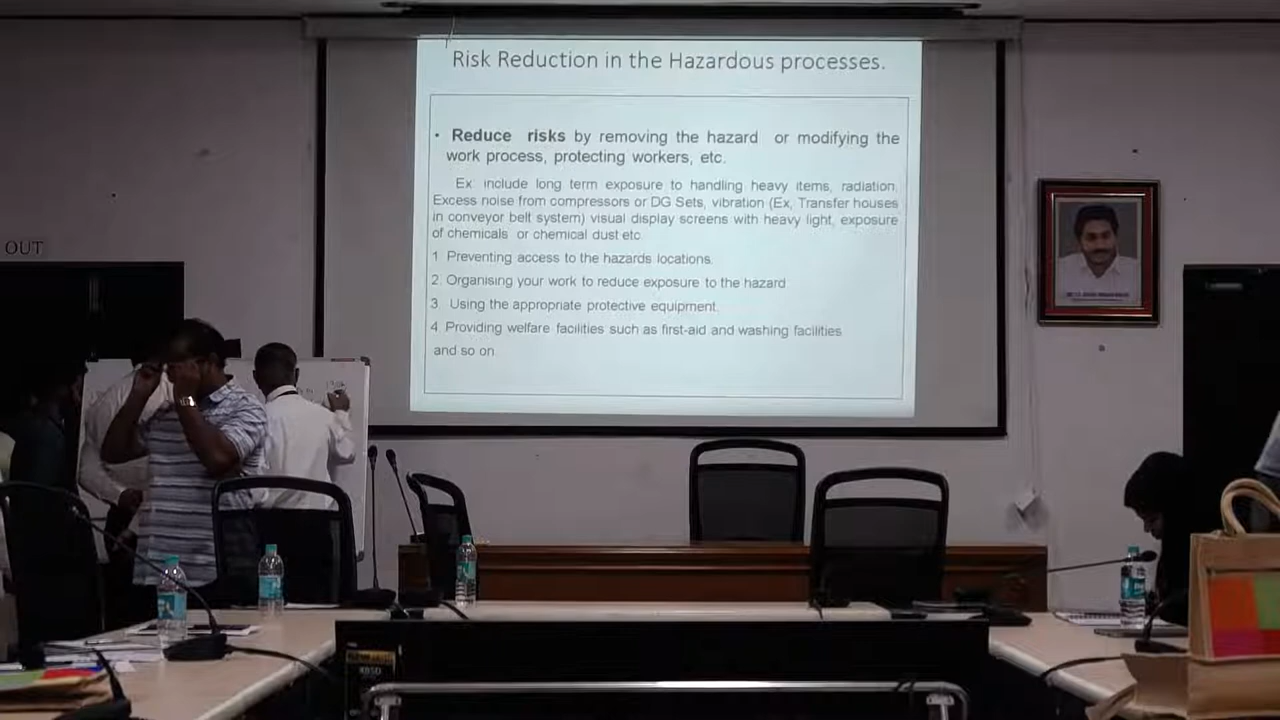 Risk Reduction in the Hazardous processes.
• Reduce risks by removing the hazard or modifying the
work process, protecting workers, etc.
Ex include long term exposure to handling heavy items, radiation,
Excess noise from compressors or DG Sets, vibration (Ex, Transfer houses
in conveyor belt system) visual display screens with heavy light, exposure
of chemicals or chemical dust etc
1 Preventing access to the hazards locations.
2. Organising your work to reduce exposure to the hazard
3 Using the appropriate protective equipment.
4 Providing welfare facilities such as first-aid and washing facilities
and so on
OUT